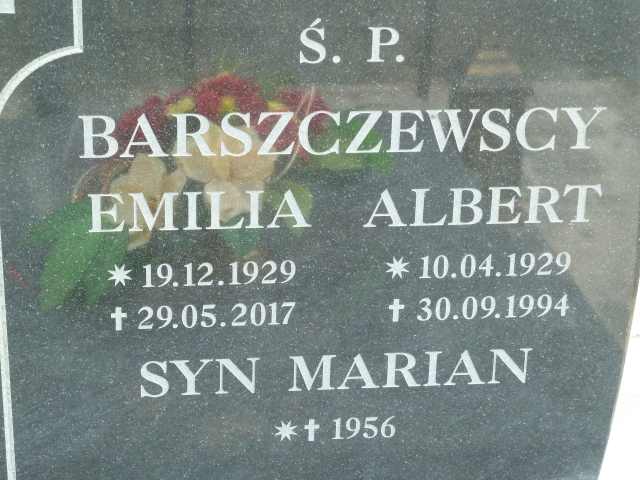 Ś. P.
BARSZCZEWSCY
EMILIA ALBERT
✷ 19.12.1929 ✷ 10.04.1929
✝ 29.05.2017 ✝ 30.09.1994
SYN MARIAN
✷✝ 1956